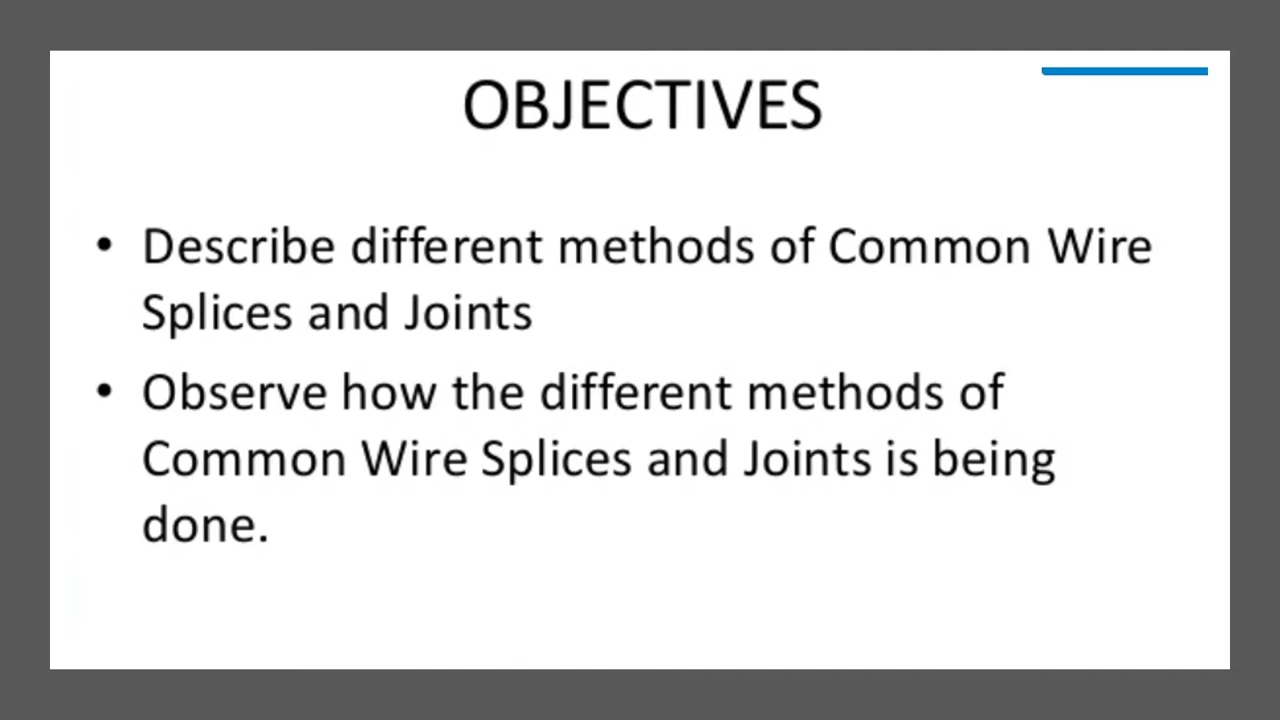 OBJECTIVES
• Describe different methods of Common Wire
Splices and Joints
• Observe how the different methods of
Common Wire Splices and Joints is being
done.